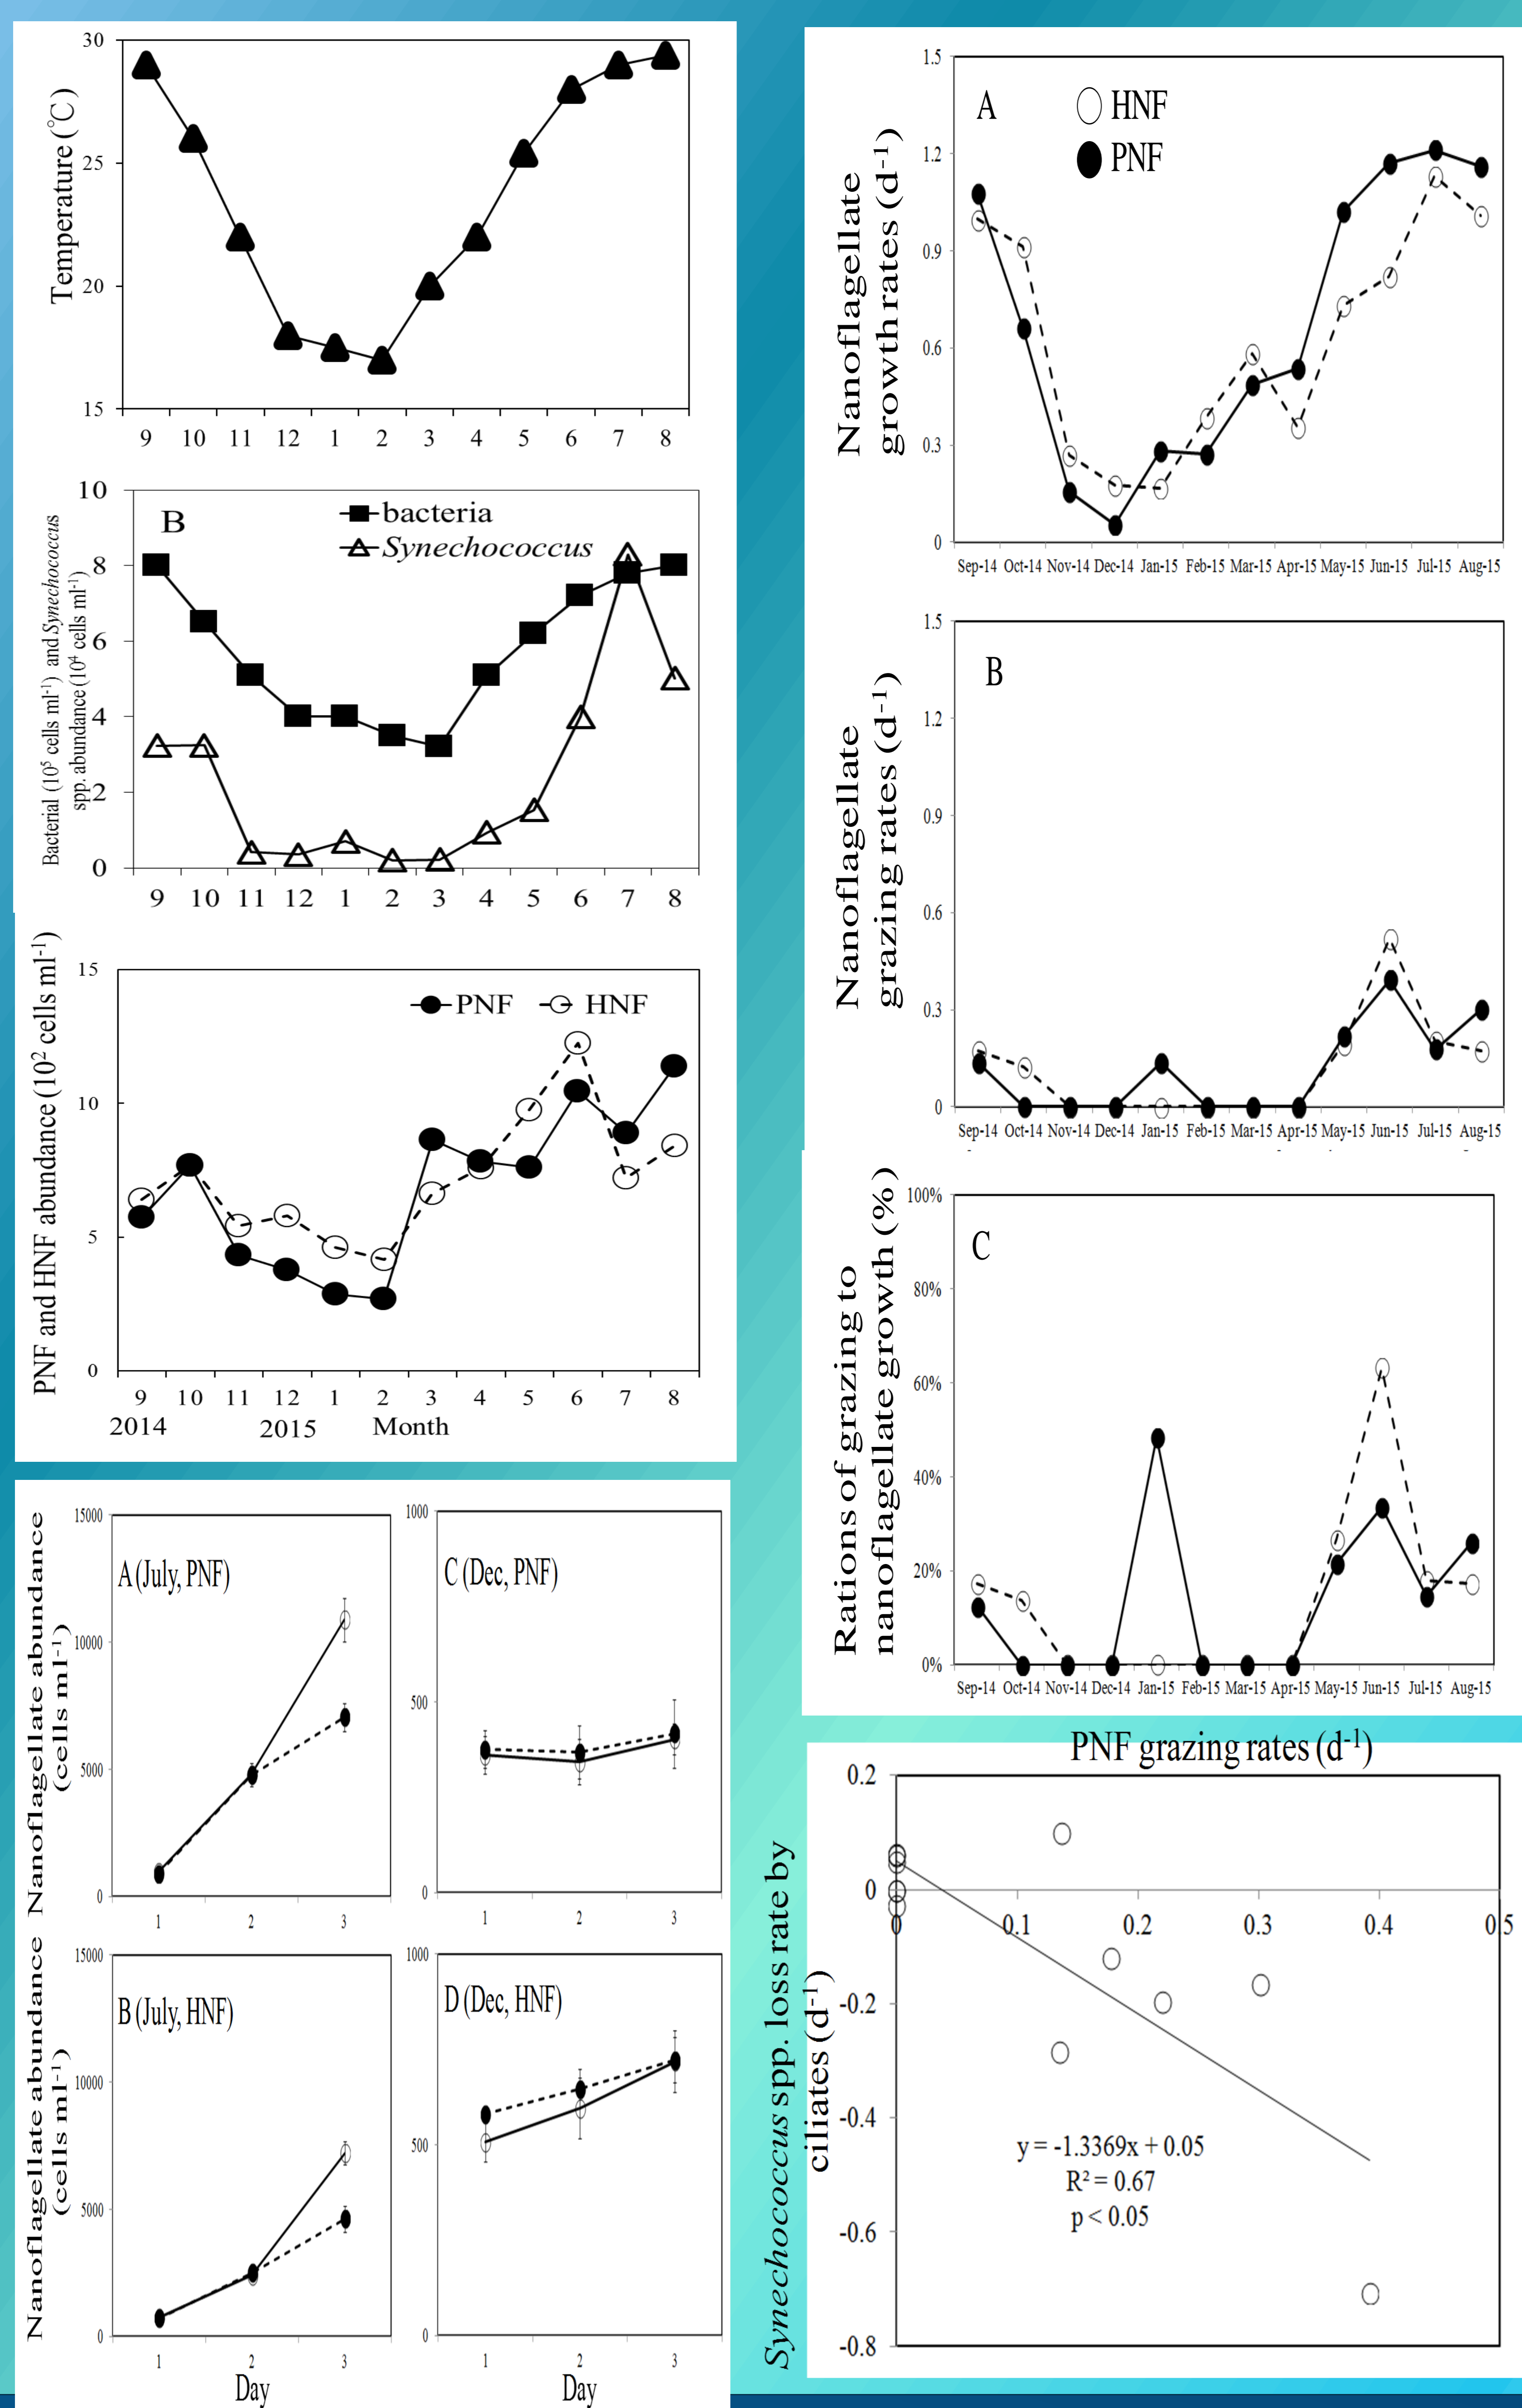 Temperature (℃)
30
25
20
15
9 10 11 12 1 2 3 4 5 6 7 8
Bacterial (10⁵ cells ml⁻¹) and Synechococcus
spp. abundance (10⁴ cells ml⁻¹)
B
bacteria
Synechococcus
10
8
6
4
2
0
9 10 11 12 1 2 3 4 5 6 7 8
PNF and HNF abundance (10² cells ml⁻¹)
PNF HNF
15
10
5
0
9 10 11 12 1 2 3 4 5 6 7 8
2014 2015 Month
Nanoflagellate abundance
(cells ml⁻¹)
A (July, PNF)
15000
10000
5000
0
1 2 3
C (Dec, PNF)
1000
500
0
1 2 3
Nanoflagellate abundance
(cells ml⁻¹)
B (July, HNF)
15000
10000
5000
0
1 2 3
Day
D (Dec, HNF)
1000
500
0
1 2 3
Day
Nanoflagellate
growth rates (d⁻¹)
A
HNF
PNF
1.5
1.2
0.9
0.6
0.3
0
Sep-14 Oct-14 Nov-14 Dec-14 Jan-15 Feb-15 Mar-15 Apr-15 May-15 Jun-15 Jul-15 Aug-15
Nanoflagellate
grazing rates (d⁻¹)
B
1.5
1.2
0.9
0.6
0.3
0
Sep-14 Oct-14 Nov-14 Dec-14 Jan-15 Feb-15 Mar-15 Apr-15 May-15 Jun-15 Jul-15 Aug-15
Rations of grazing to
nanoflagellate growth (%)
C
100%
80%
60%
40%
20%
0%
Sep-14 Oct-14 Nov-14 Dec-14 Jan-15 Feb-15 Mar-15 Apr-15 May-15 Jun-15 Jul-15 Aug-15
PNF grazing rates (d⁻¹)
Synechococcus spp. loss rate by
ciliates (d⁻¹)
0.2
0
-0.2
-0.4
-0.6
-0.8
0 0.1 0.2 0.3 0.4 0.5
y = -1.3369x + 0.05
R² = 0.67
p < 0.05